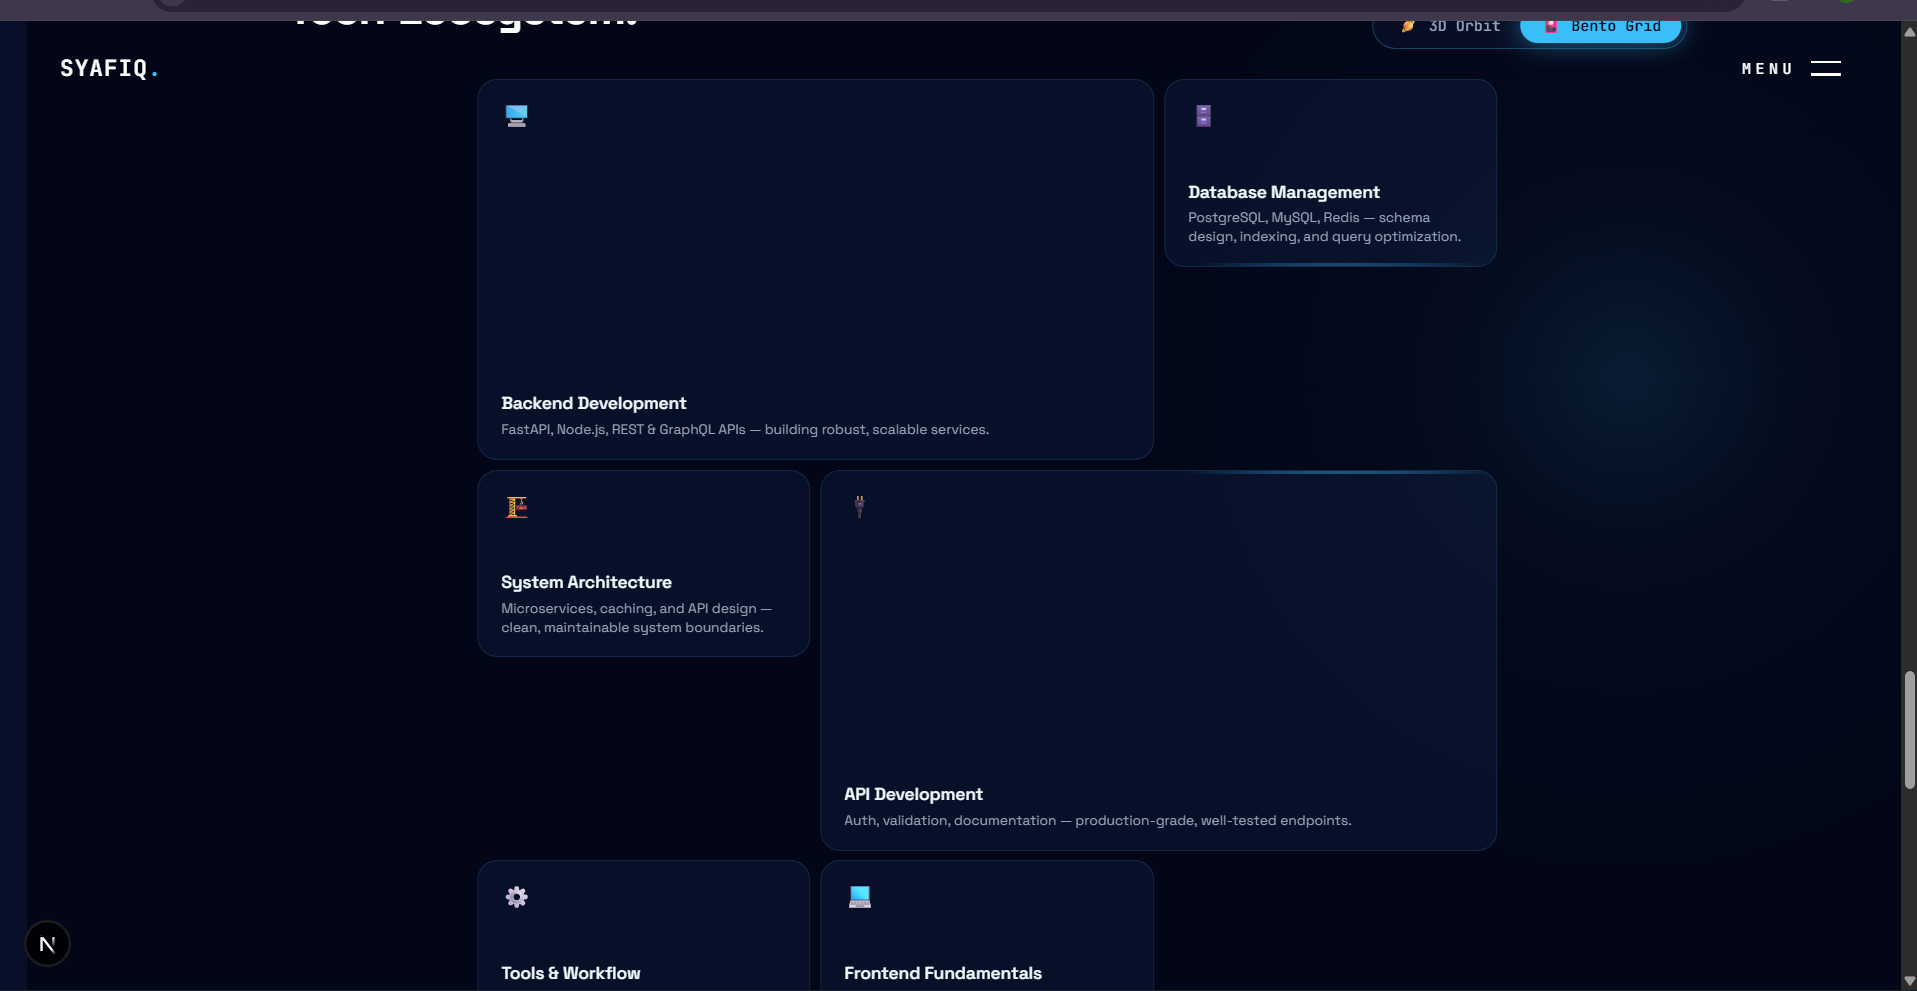 Tech Ecosystem.
3D Orbit
Bento Grid
SYAFIQ.
MENU
Database Management
PostgreSQL, MySQL, Redis — schema
design, indexing, and query optimization.
Backend Development
FastAPI, Node.js, REST & GraphQL APIs — building robust, scalable services.
System Architecture
Microservices, caching, and API design —
clean, maintainable system boundaries.
API Development
Auth, validation, documentation — production-grade, well-tested endpoints.
Tools & Workflow
Frontend Fundamentals
N